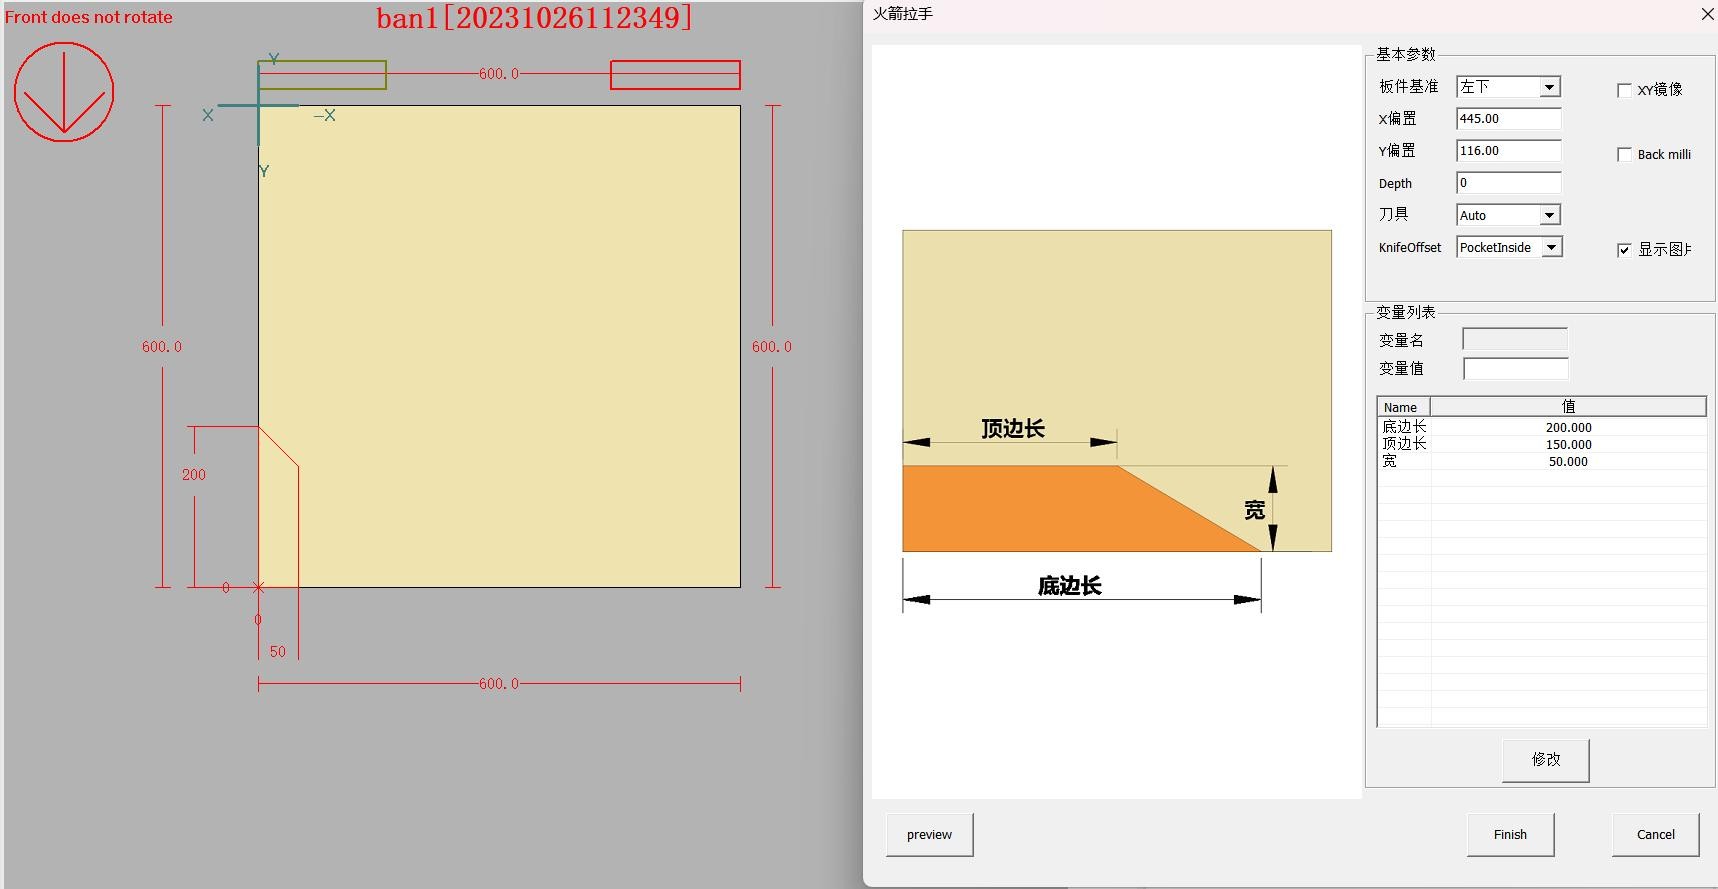 Front does not rotate
ban1[20231026112349]
Y
600.0
X
-X
Y
600.0
600.0
200
0
0
50
600.0
火箭拉手
顶边长
宽
底边长
基本参数
板件基准 左下
XY镜像
X偏置 445.00
Y偏置 116.00
Back milli
Depth 0
刀具 Auto
KnifeOffset PocketInside
显示图片
变量列表
变量名
变量值
Name 值
底边长 200.000
顶边长 150.000
宽 50.000
修改
preview
Finish
Cancel